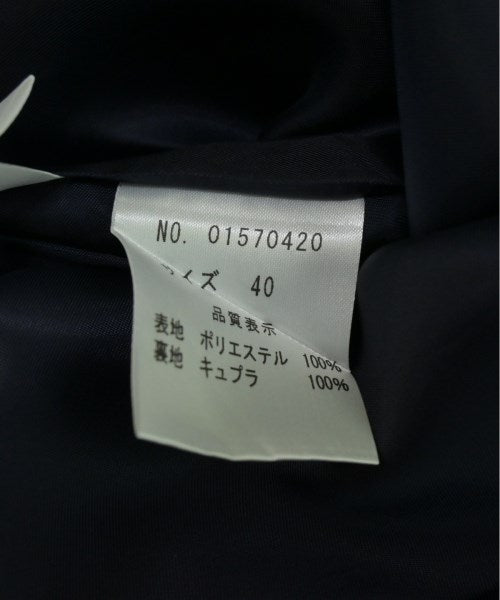 NO. 01570420
サイズ 40
品質表示
表地 ポリエステル 100%
裏地 キュプラ 100%